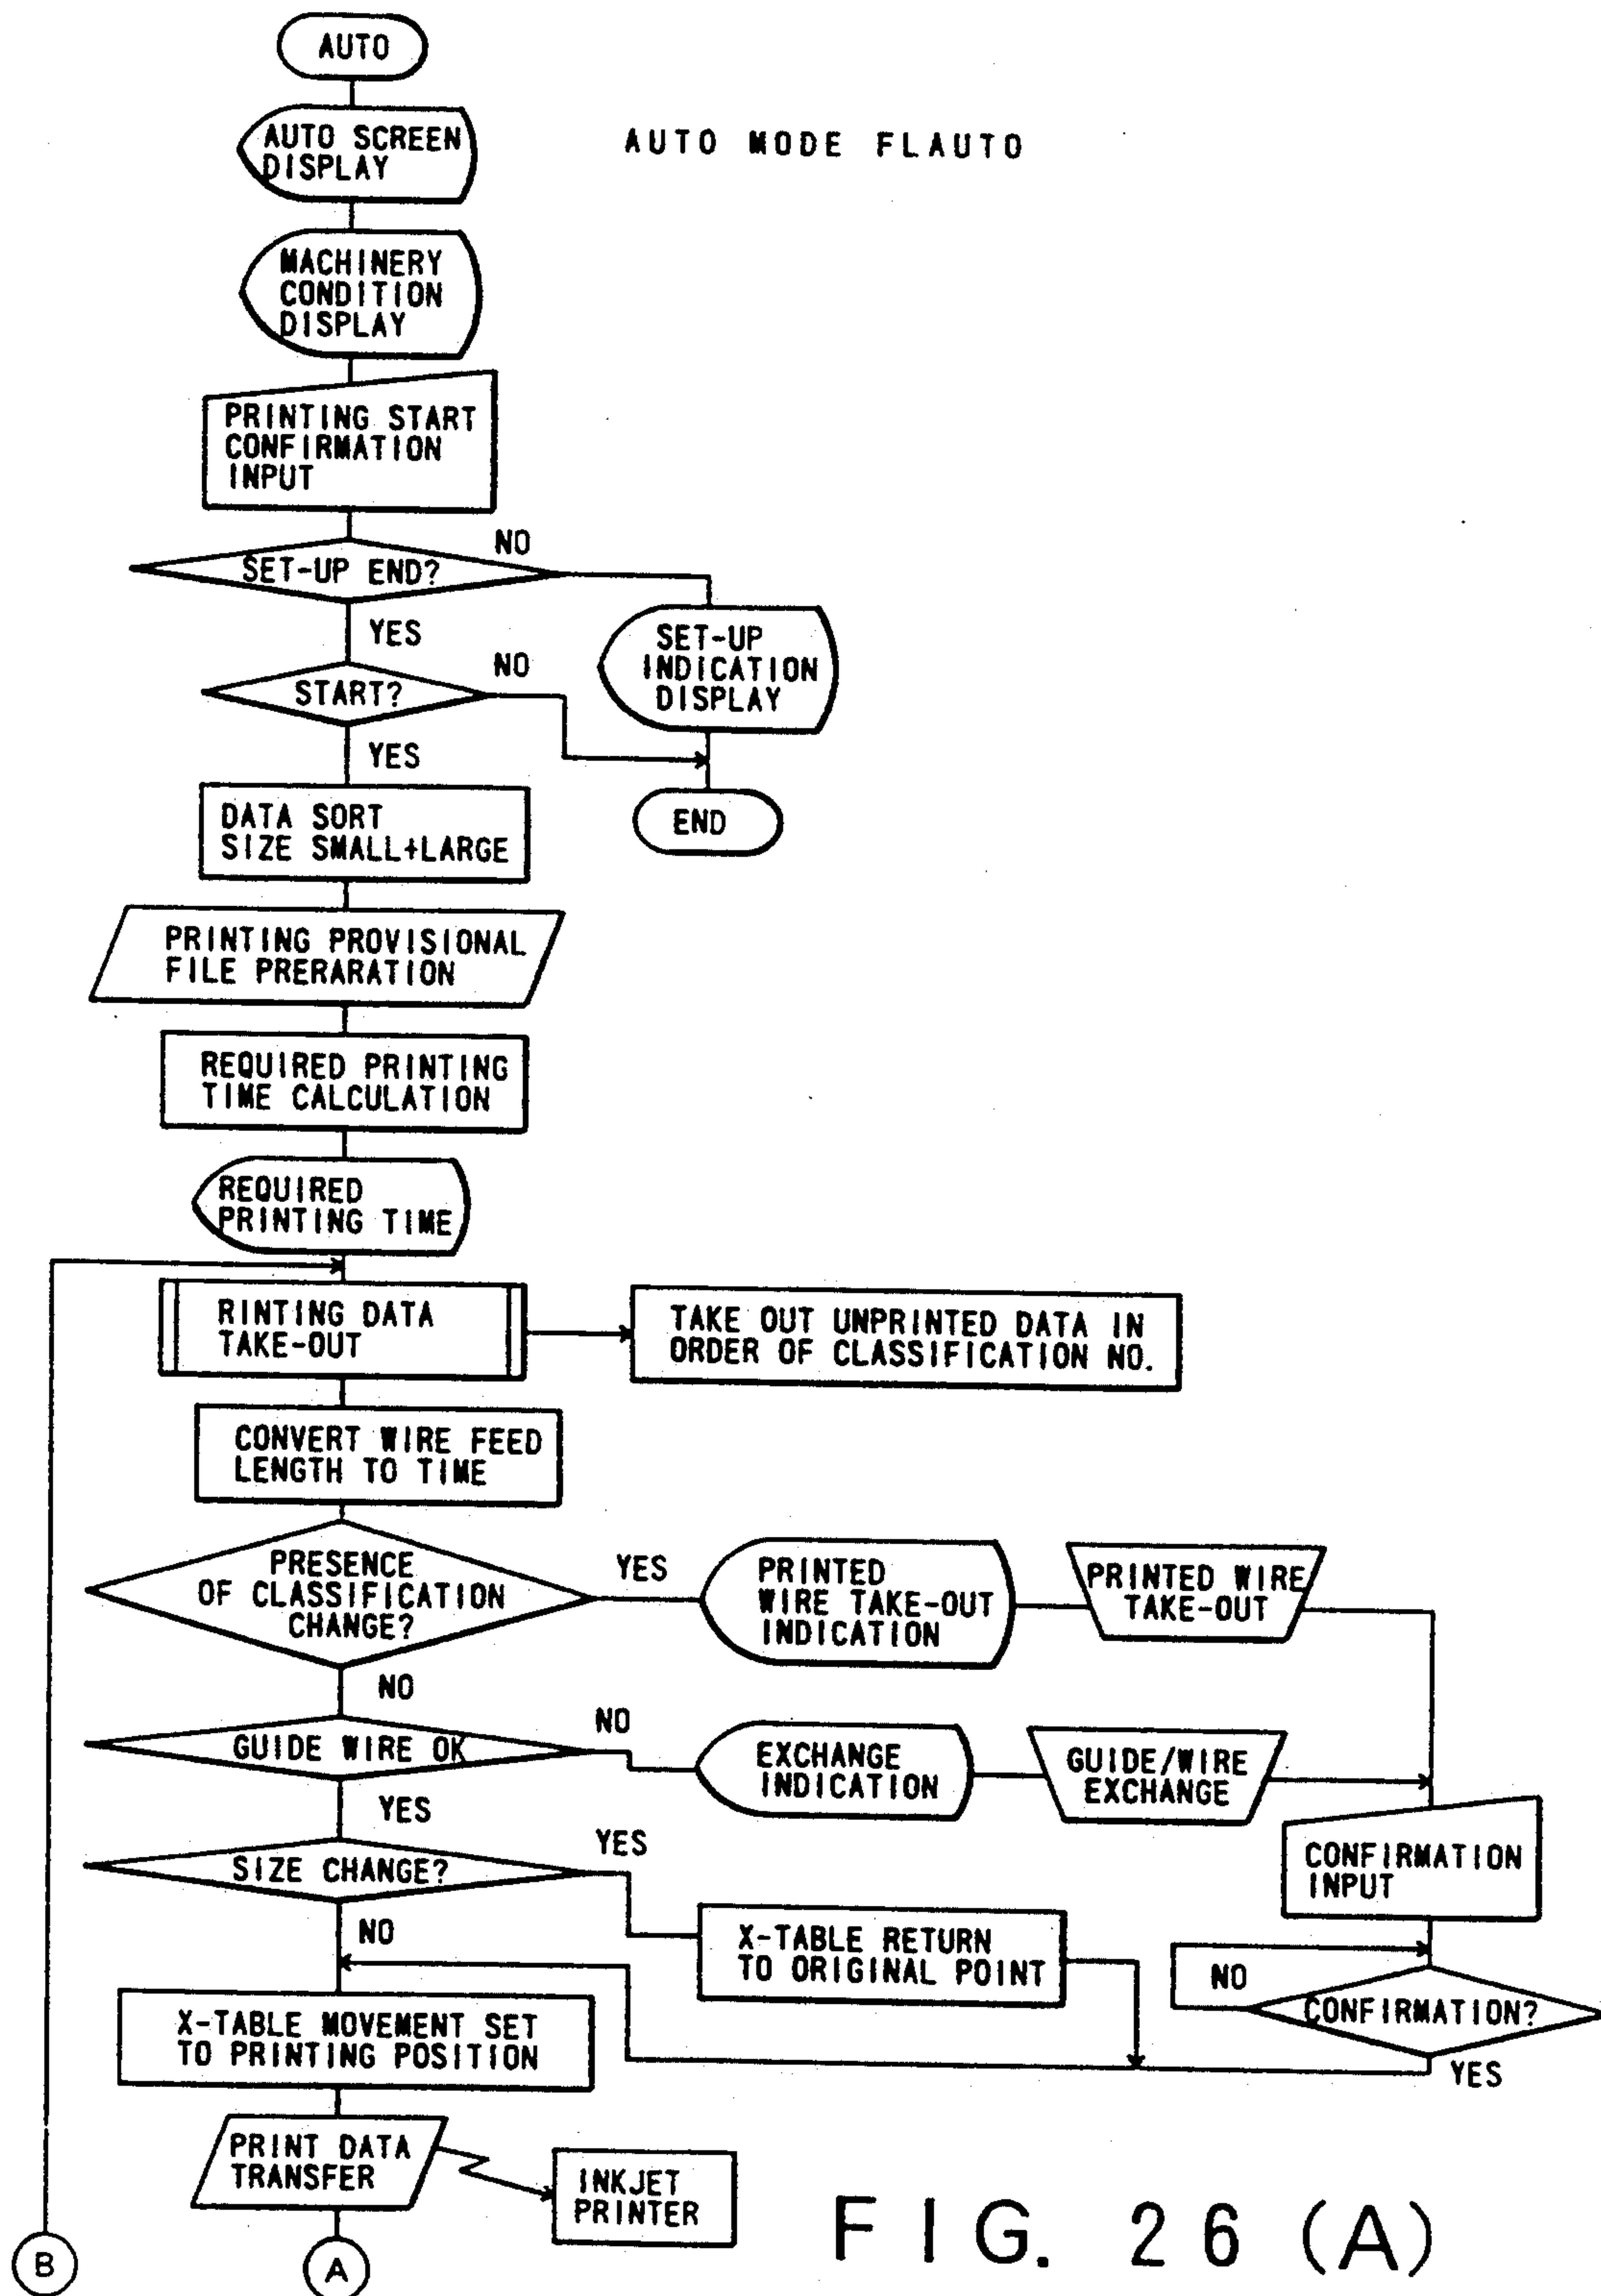 AUTO
AUTO SCREEN
DISPLAY
AUTO MODE FLAUTO
MACHINERY
CONDITION
DISPLAY
PRINTING START
CONFIRMATION
INPUT
SET-UP END?
NO
YES
SET-UP
INDICATION
DISPLAY
START?
NO
YES
END
DATA SORT
SIZE SMALL+LARGE
PRINTING PROVISIONAL
FILE PRERARATION
REQUIRED PRINTING
TIME CALCULATION
REQUIRED
PRINTING TIME
RINTING DATA
TAKE-OUT
TAKE OUT UNPRINTED DATA IN
ORDER OF CLASSIFICATION NO.
CONVERT WIRE FEED
LENGTH TO TIME
PRESENCE
OF CLASSIFICATION
CHANGE?
YES
PRINTED
WIRE TAKE-OUT
INDICATION
PRINTED WIRE
TAKE-OUT
NO
GUIDE WIRE OK
NO
EXCHANGE
INDICATION
GUIDE/WIRE
EXCHANGE
YES
SIZE CHANGE?
YES
CONFIRMATION
INPUT
NO
X-TABLE RETURN
TO ORIGINAL POINT
NO
CONFIRMATION?
YES
X-TABLE MOVEMENT SET
TO PRINTING POSITION
PRINT DATA
TRANSFER
INKJET
PRINTER
B
A
FIG. 26 (A)